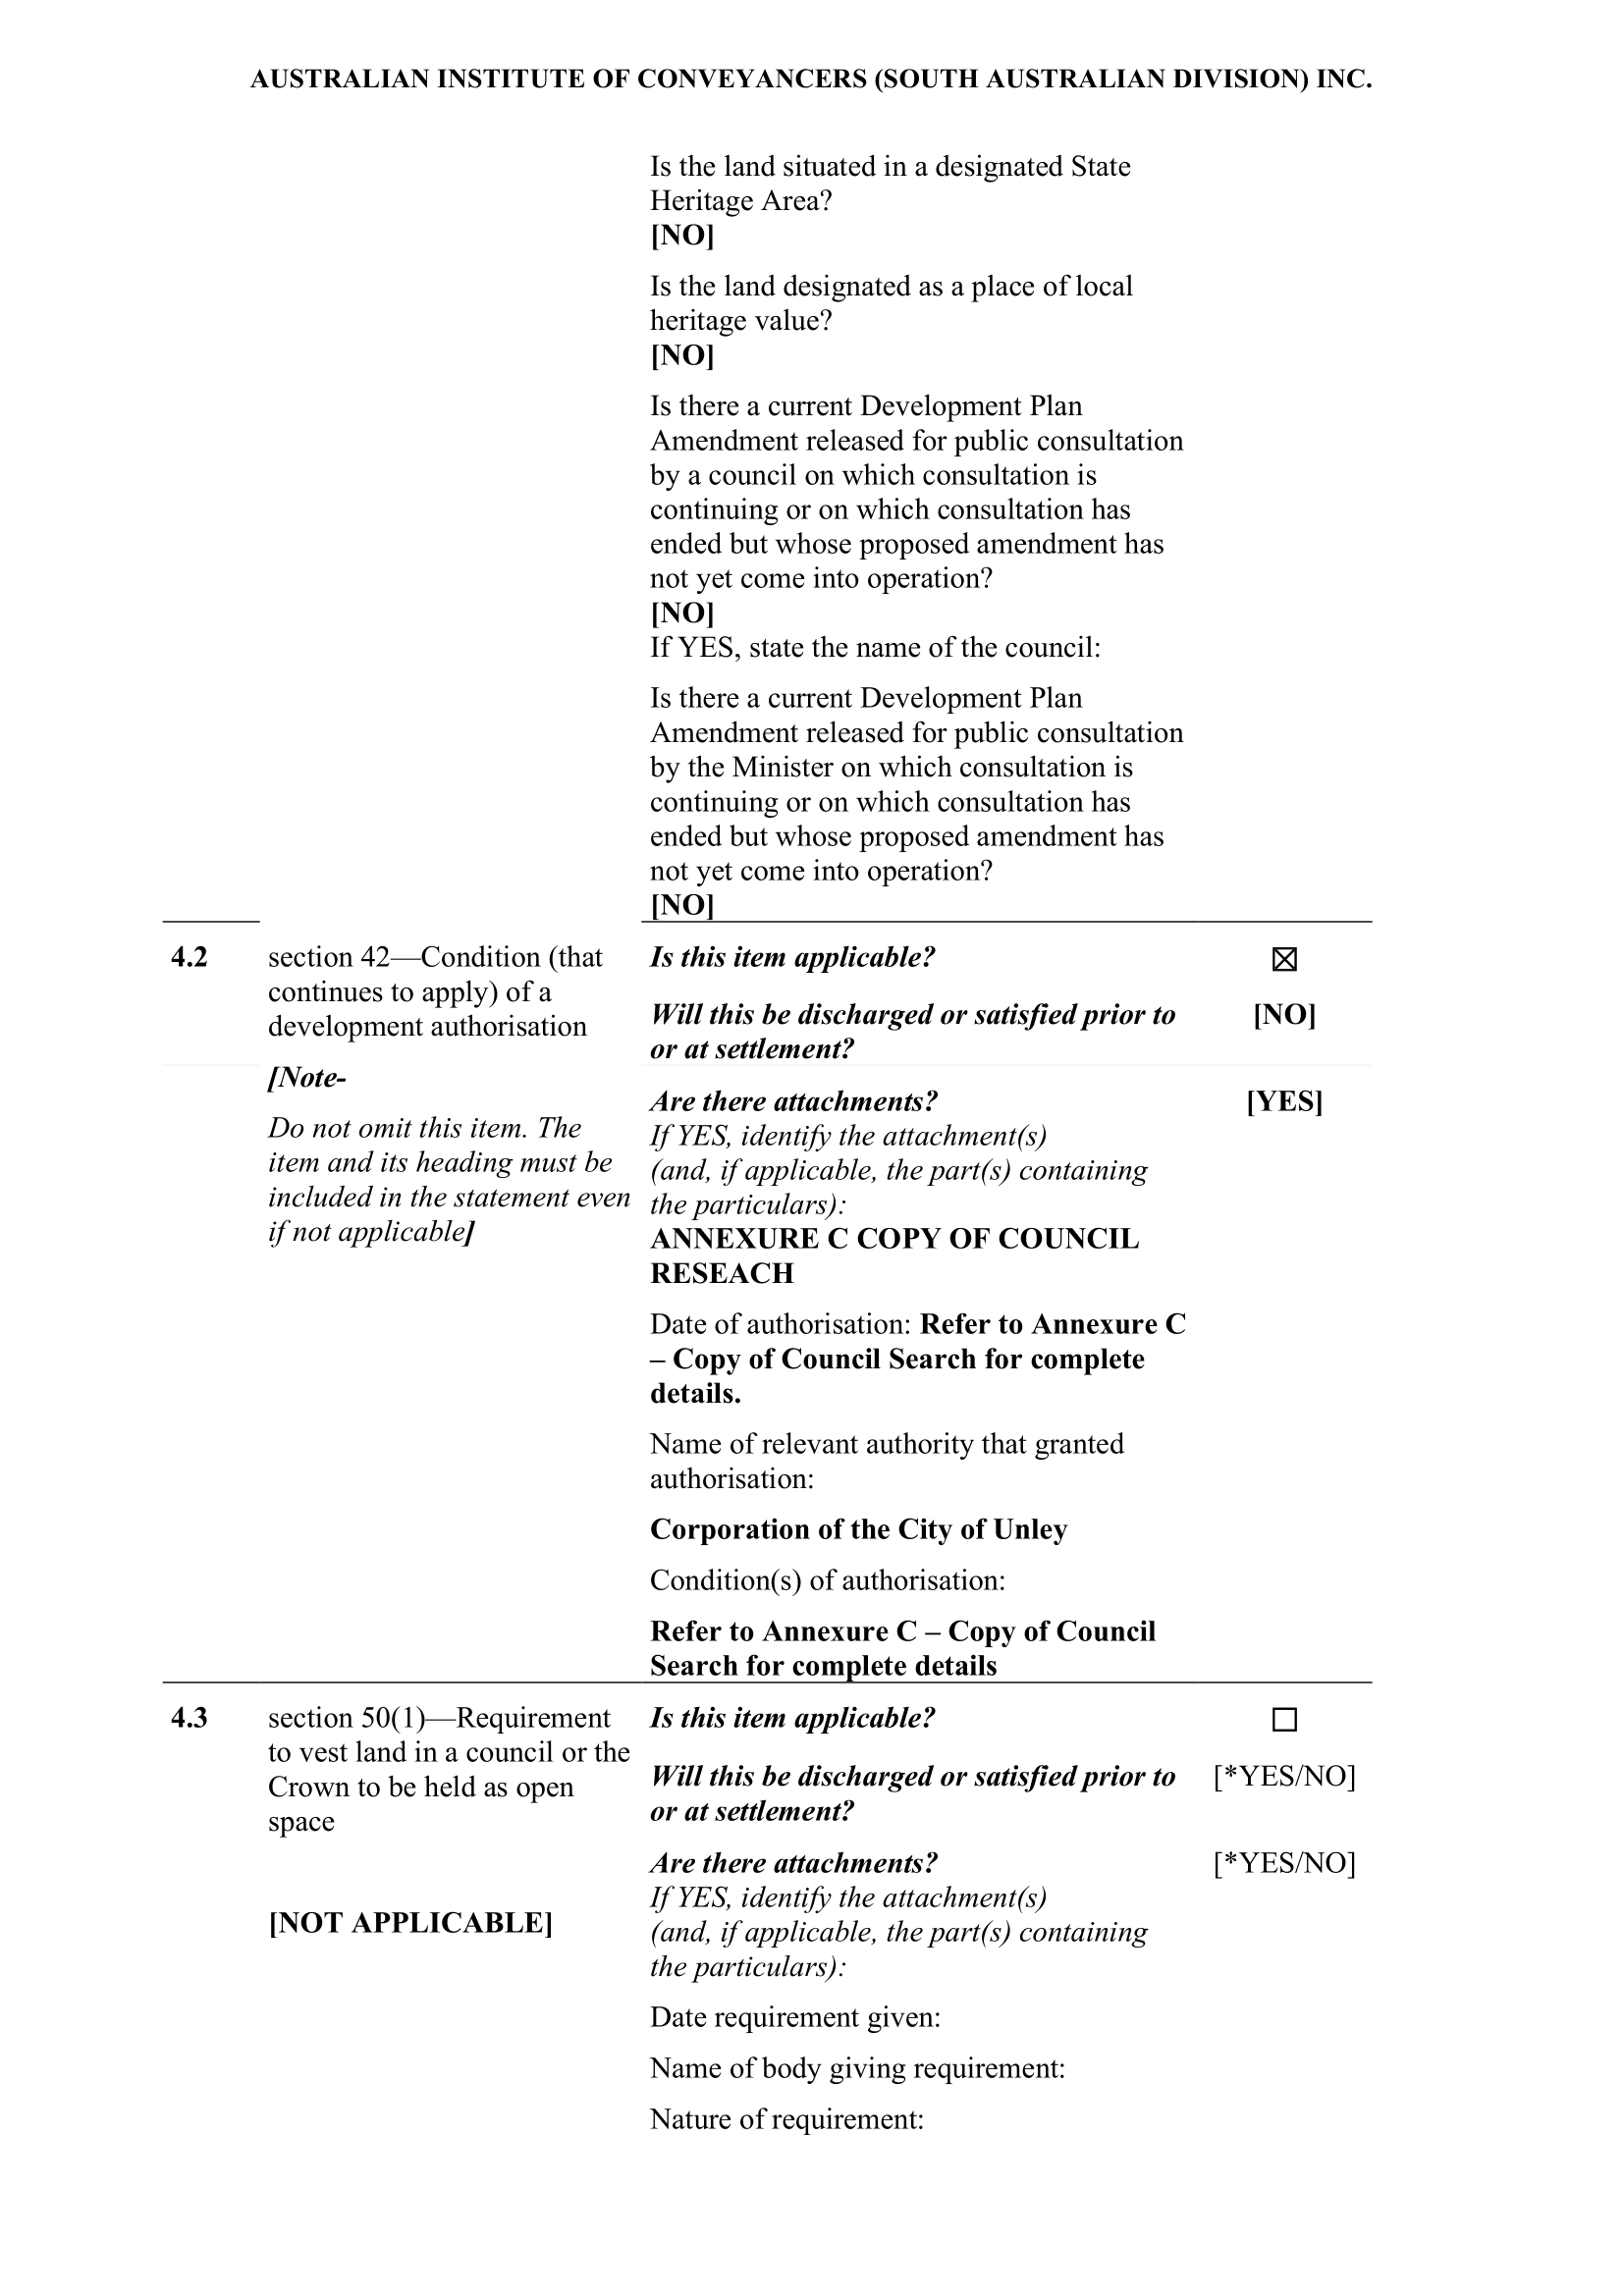 AUSTRALIAN INSTITUTE OF CONVEYANCERS (SOUTH AUSTRALIAN DIVISION) INC.
Is the land situated in a designated State
Heritage Area?
[NO]
Is the land designated as a place of local
heritage value?
[NO]
Is there a current Development Plan
Amendment released for public consultation
by a council on which consultation is
continuing or on which consultation has
ended but whose proposed amendment has
not yet come into operation?
[NO]
If YES, state the name of the council:
Is there a current Development Plan
Amendment released for public consultation
by the Minister on which consultation is
continuing or on which consultation has
ended but whose proposed amendment has
not yet come into operation?
[NO]
4.2
section 42—Condition (that
continues to apply) of a
development authorisation
[Note-
Do not omit this item. The
item and its heading must be
included in the statement even
if not applicable]
Is this item applicable? ☒
Will this be discharged or satisfied prior to [NO]
or at settlement?
Are there attachments? [YES]
If YES, identify the attachment(s)
(and, if applicable, the part(s) containing
the particulars):
ANNEXURE C COPY OF COUNCIL
RESEACH
Date of authorisation: Refer to Annexure C
– Copy of Council Search for complete
details.
Name of relevant authority that granted
authorisation:
Corporation of the City of Unley
Condition(s) of authorisation:
Refer to Annexure C – Copy of Council
Search for complete details
4.3
section 50(1)—Requirement
to vest land in a council or the
Crown to be held as open
space
[NOT APPLICABLE]
Is this item applicable? ☐
Will this be discharged or satisfied prior to [*YES/NO]
or at settlement?
Are there attachments? [*YES/NO]
If YES, identify the attachment(s)
(and, if applicable, the part(s) containing
the particulars):
Date requirement given:
Name of body giving requirement:
Nature of requirement: